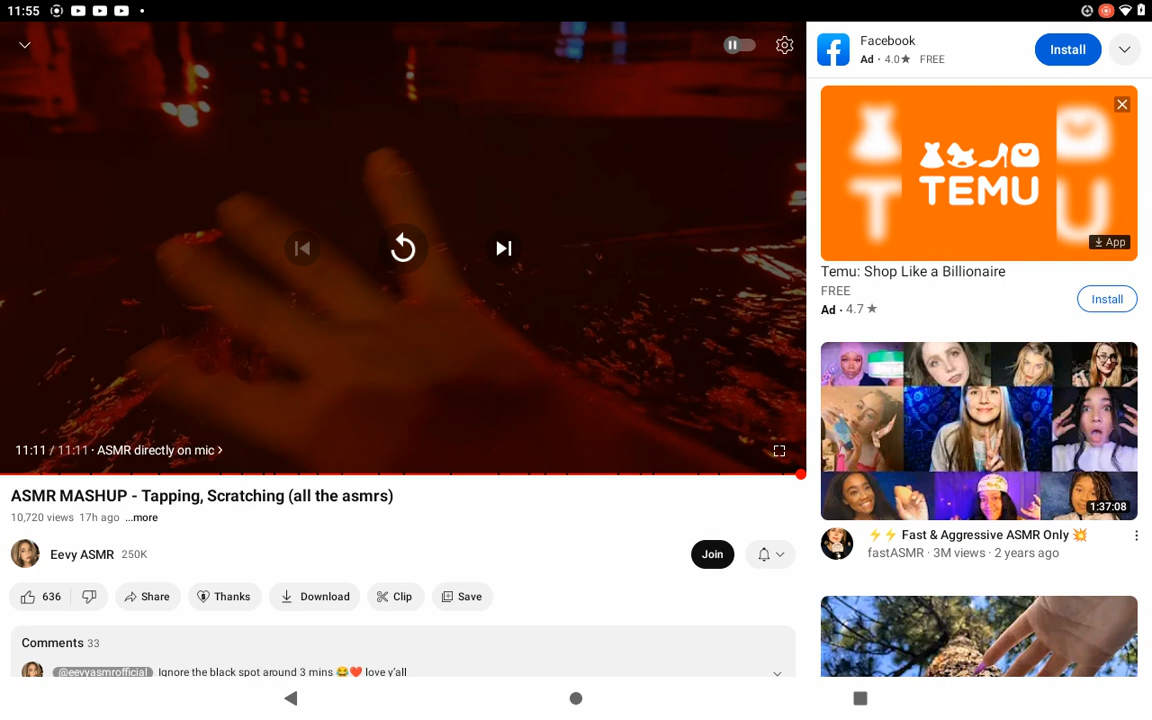 11:55
11:11 / 11:11 · ASMR directly on mic
ASMR MASHUP - Tapping, Scratching (all the asmrs)
10,720 views 17h ago ...more
Eevy ASMR 250K
Join
636
Share
Thanks
Download
Clip
Save
Comments 33
@eevyasmrofficial Ignore the black spot around 3 mins 😂❤️ love y'all
Facebook
Ad · 4.0★ FREE
Install
TEMU
T
U
App
Temu: Shop Like a Billionaire
FREE
Ad · 4.7 ★
Install
1:37:08
⚡⚡ Fast & Aggressive ASMR Only 💥
fastASMR · 3M views · 2 years ago